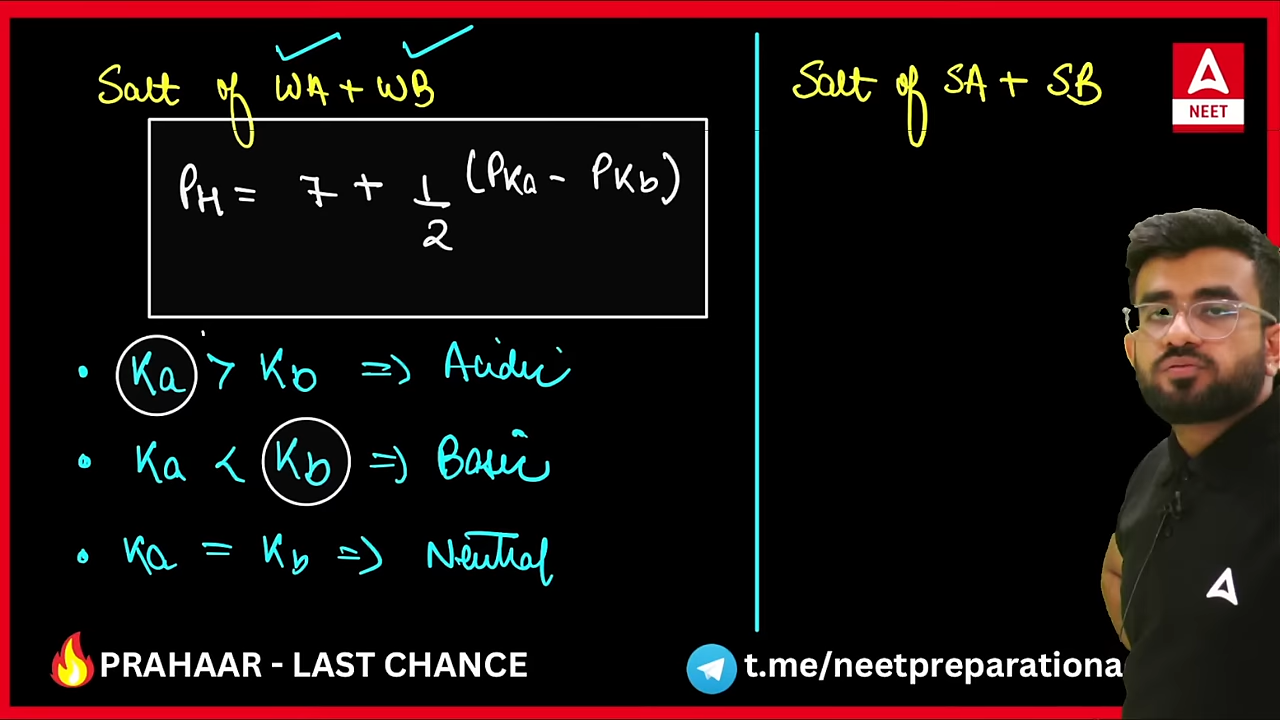 Salt of WA + WB
PH = 7 + 1/2 (PKa - PKb)
• Ka > Kb => Acidic
• Ka < Kb => Basic
• Ka = Kb => Neutral
Salt of SA + SB
NEET
PRAHAAR - LAST CHANCE
t.me/neetpreparationa